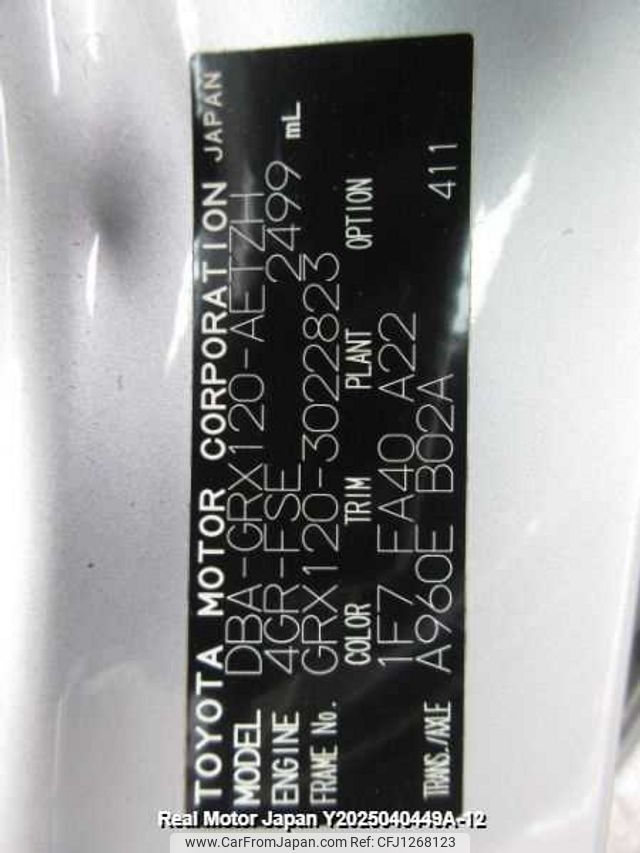 TOYOTA MOTOR CORPORATION JAPAN
MODEL DBA-GRX120-AETZH
ENGINE 4GR-FSE 2499 mL
FRAME No. GRX120-3022823
COLOR TRIM PLANT OPTION
1F7 EA40 A22
TRANS./AXLE A960E B02A 411
Real Motor Japan Y2025040449A-12
www.CarFromJapan.com CFJ1268123